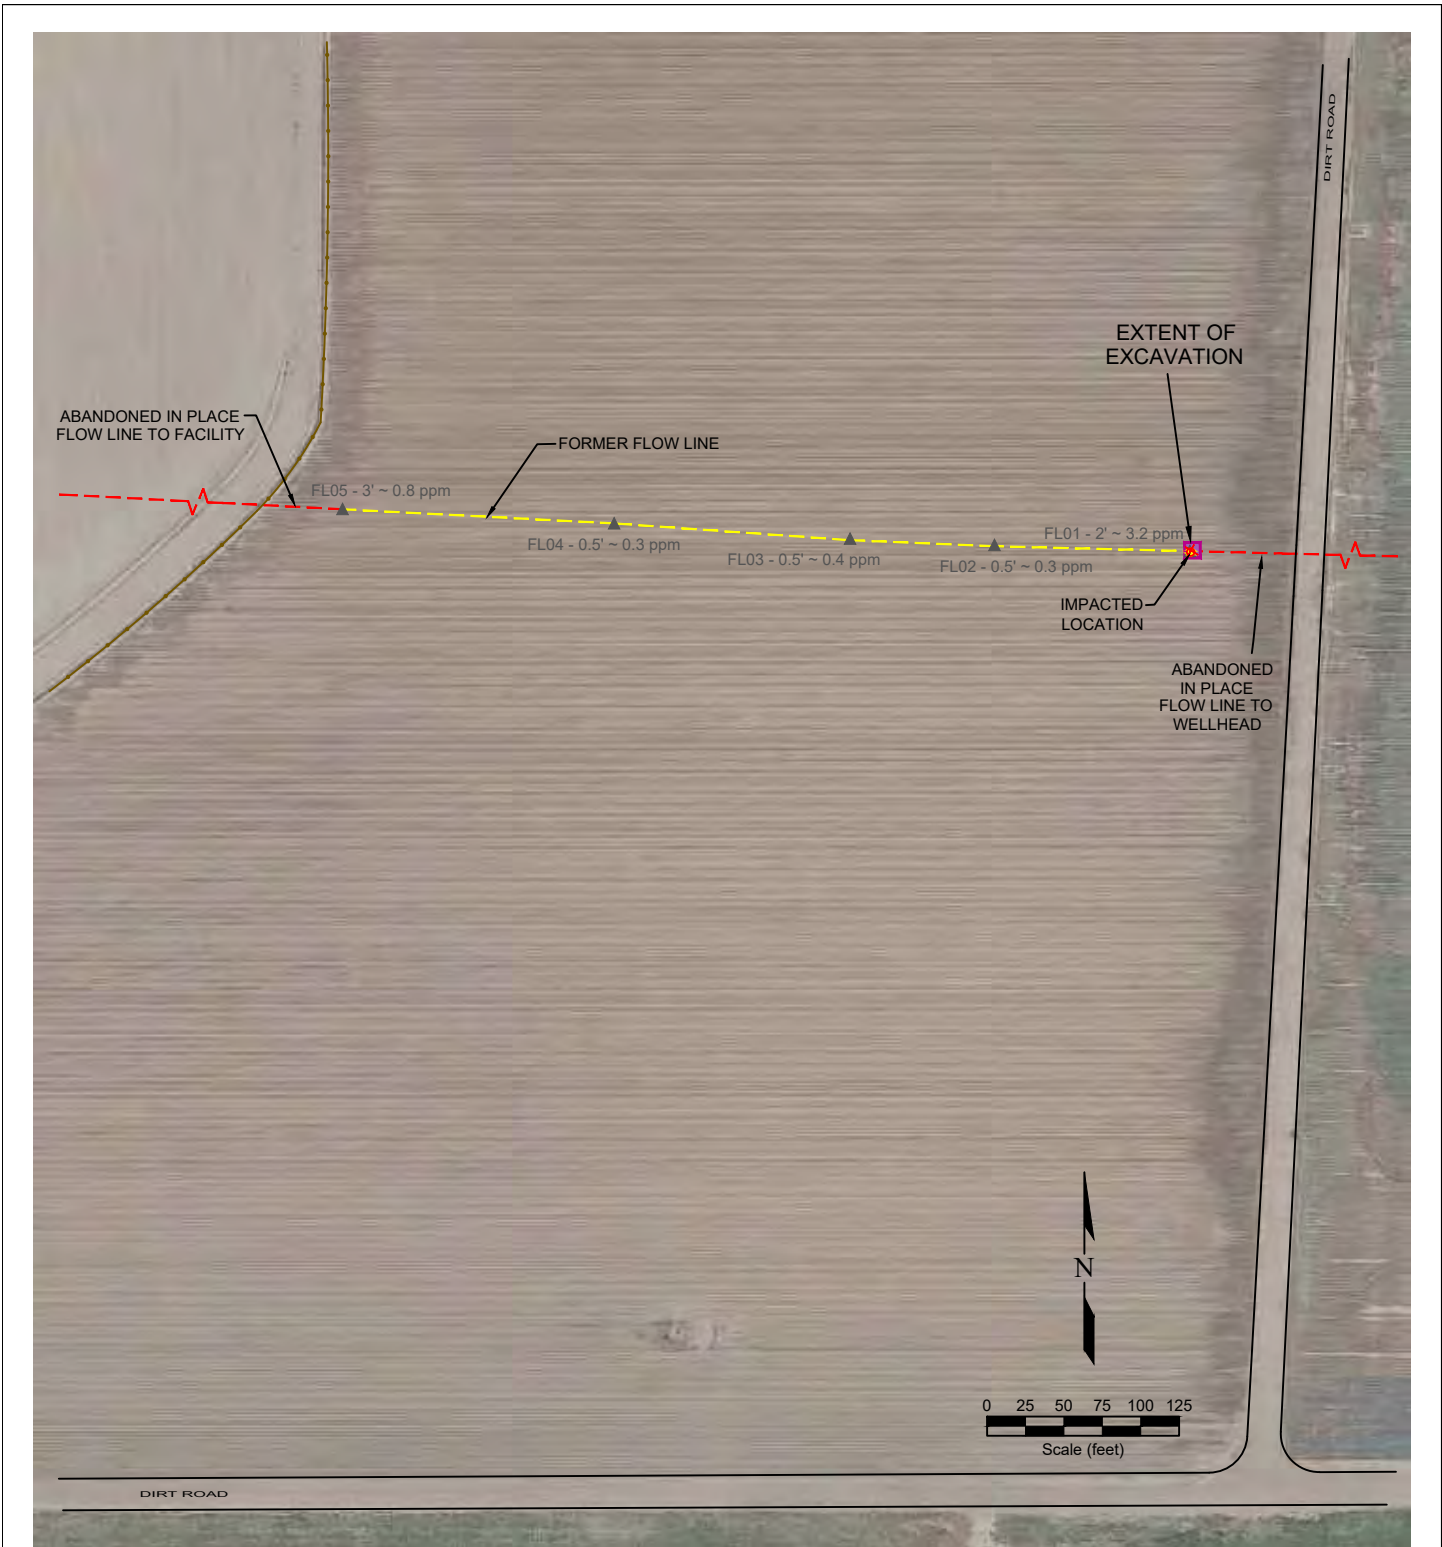 DIRT ROAD
EXTENT OF
EXCAVATION
ABANDONED IN PLACE
FLOW LINE TO FACILITY
FORMER FLOW LINE
FL05 - 3' ~ 0.8 ppm
FL04 - 0.5' ~ 0.3 ppm
FL03 - 0.5' ~ 0.4 ppm
FL02 - 0.5' ~ 0.3 ppm
FL01 - 2' ~ 3.2 ppm
IMPACTED
LOCATION
ABANDONED
IN PLACE
FLOW LINE TO
WELLHEAD
N
0 25 50 75 100 125
Scale (feet)
DIRT ROAD